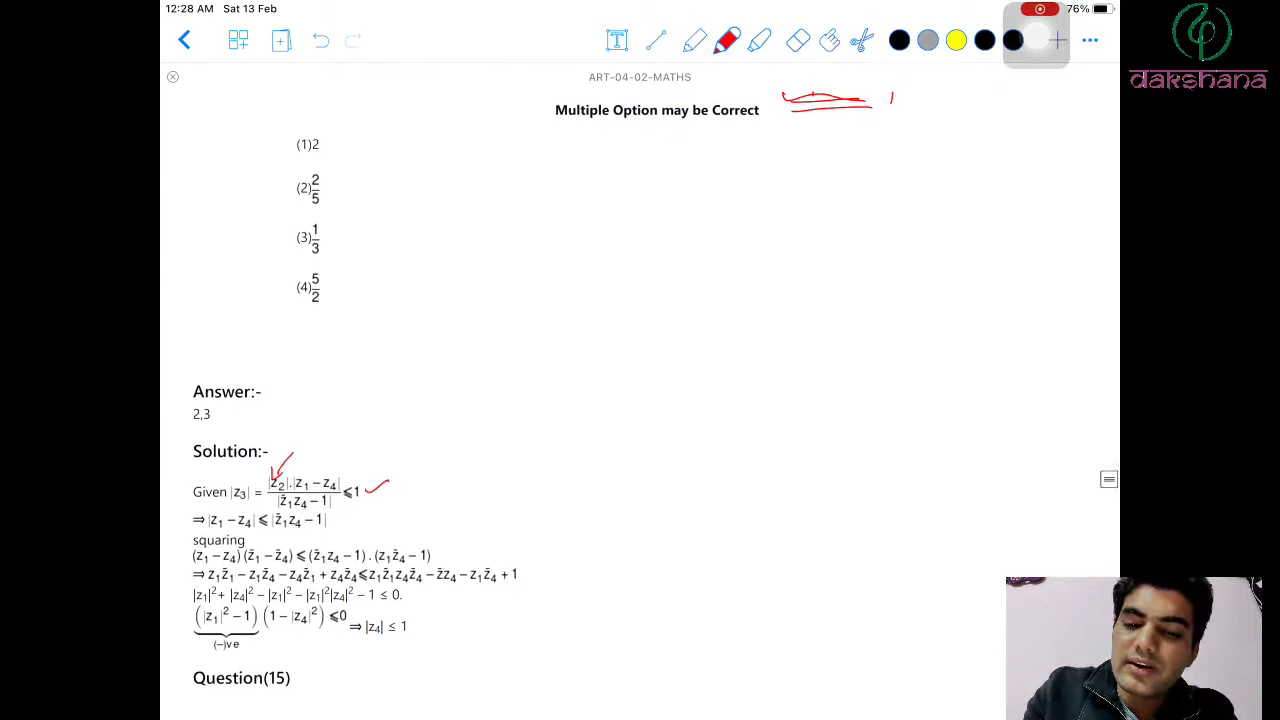 12:28 AM Sat 13 Feb
76%
dakshana
ART-04-02-MATHS
Multiple Option may be Correct
(1)2
(2)2/5
(3)1/3
(4)5/2
Answer:-
2,3
Solution:-
Given |z₃| = |z₂|.|z₁ − z₄| / |z̄₁z₄ − 1| ⩽ 1
⇒ |z₁ − z₄| ⩽ |z̄₁z₄ − 1|
squaring
(z₁ − z₄)(z̄₁ − z̄₄) ⩽ (z̄₁z₄ − 1) . (z₁z̄₄ − 1)
⇒ z₁z̄₁ − z₁z̄₄ − z₄z̄₁ + z₄z̄₄ ⩽ z₁z̄₁z₄z̄₄ − z̄z₄ − z₁z̄₄ + 1
|z₁|² + |z₄|² − |z₁|² − |z₁|²|z₄|² − 1 ≤ 0.
(|z₁|² − 1)(1 − |z₄|²) ⩽ 0 ⇒ |z₄| ≤ 1
(−)ve
Question(15)